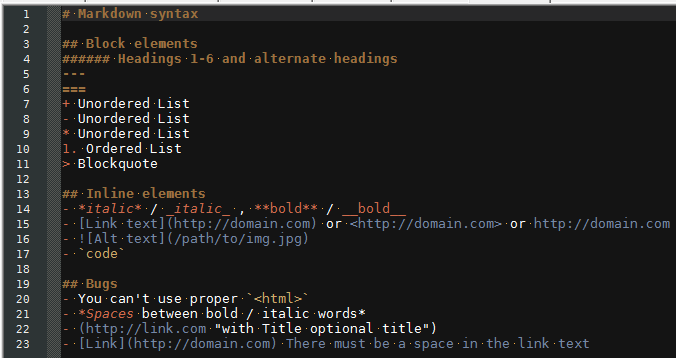 1 # Markdown syntax
2
3 ## Block elements
4 ###### Headings 1-6 and alternate headings
5 ---
6 ===
7 + Unordered List
8 - Unordered List
9 * Unordered List
10 1. Ordered List
11 > Blockquote
12
13 ## Inline elements
14 - *italic* / _italic_ , **bold** / __bold__
15 - [Link text](http://domain.com) or <http://domain.com> or http://domain.com
16 - ![Alt text](/path/to/img.jpg)
17 - `code`
18
19 ## Bugs
20 - You can't use proper `<html>`
21 - *Spaces between bold / italic words*
22 - (http://link.com "with Title optional title")
23 - [Link](http://domain.com) There must be a space in the link text